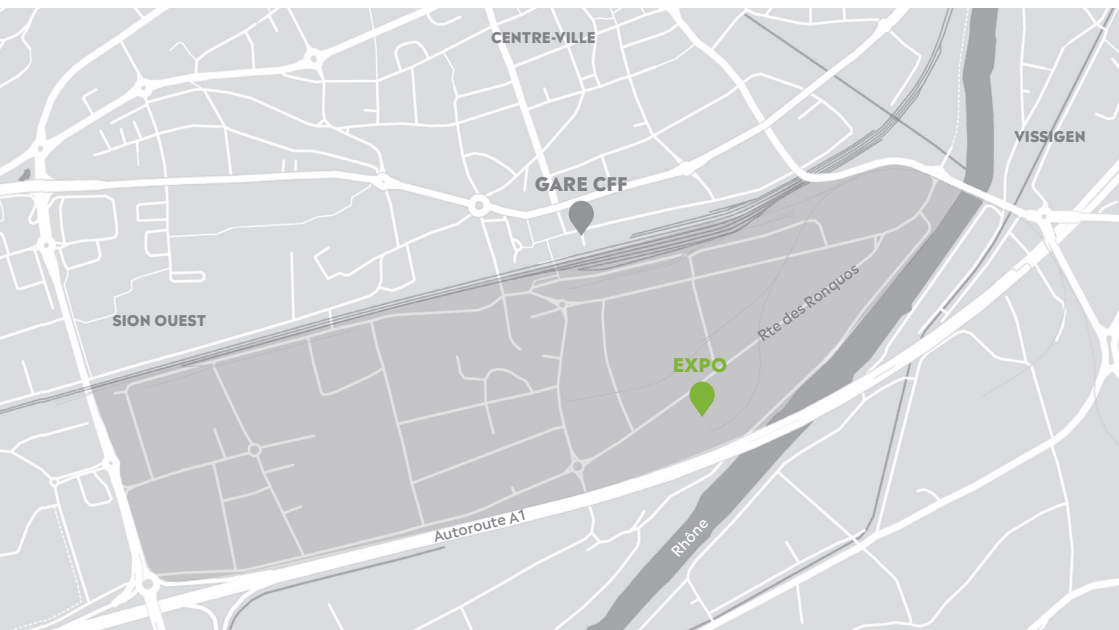 CENTRE-VILLE
VISSIGEN
GARE CFF
SION OUEST
Rte des Ronquos
EXPO
Autoroute A1
Rhône